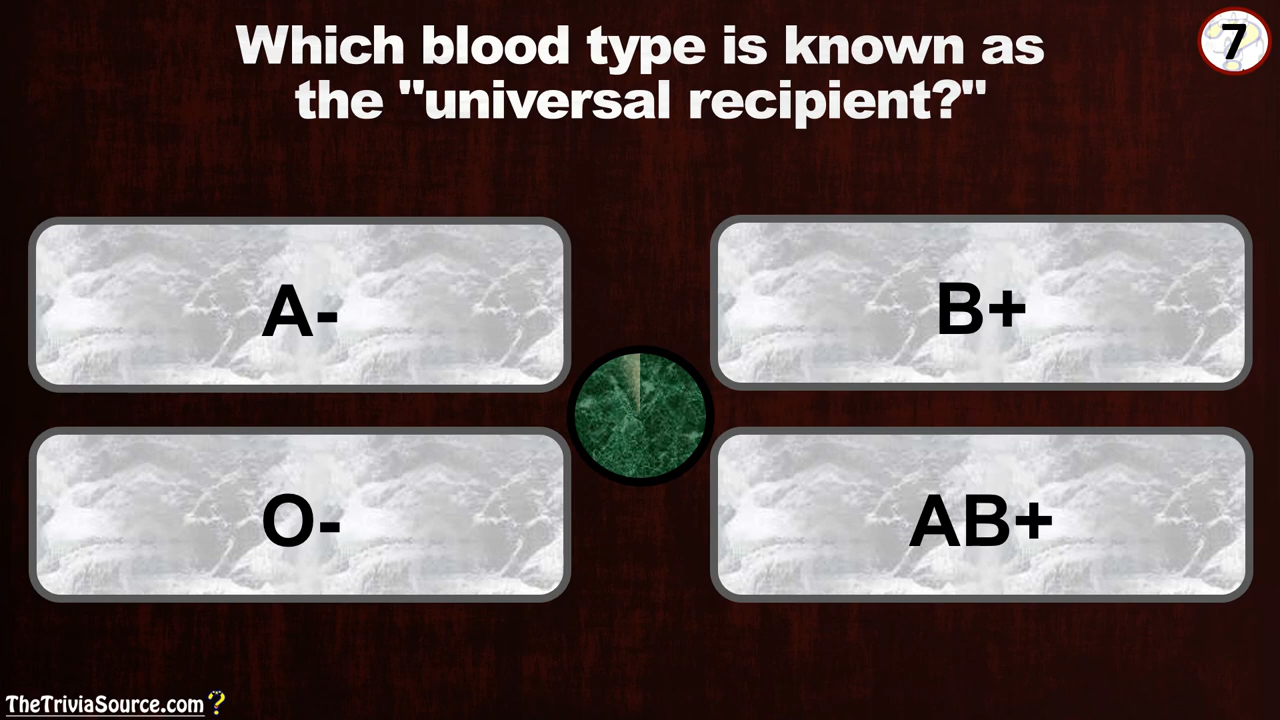 Which blood type is known as
the "universal recipient?"
7
A-
B+
O-
AB+
TheTriviaSource.com?